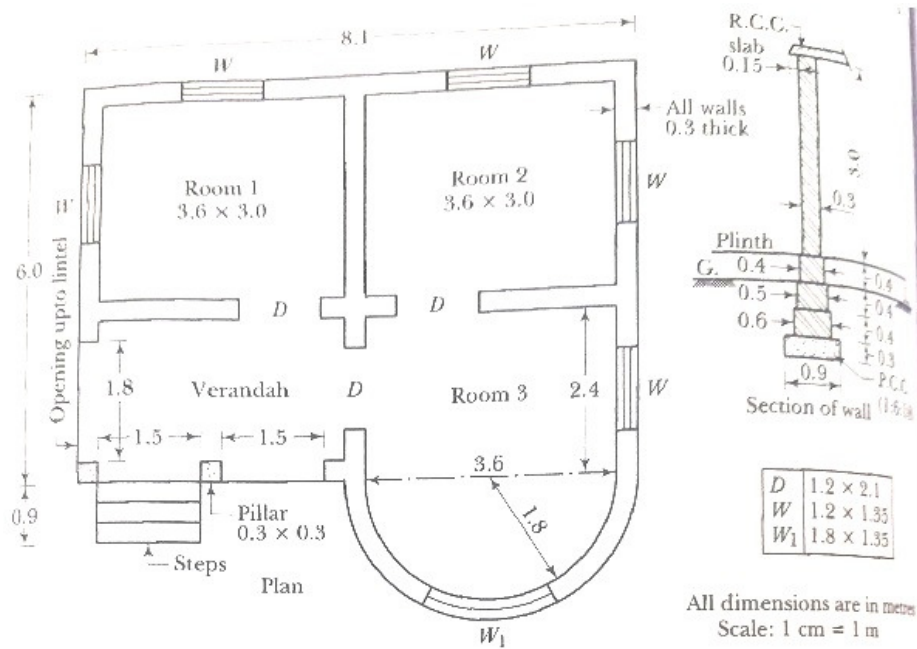 8.1
W
W
R.C.C.
slab
0.15
All walls
0.3 thick
Room 1
3.6 × 3.0
Room 2
3.6 × 3.0
W
W
6.0
Opening upto lintel
D
D
3.0
0.3
Plinth
G.
0.4
0.4
0.5
0.4
0.6
0.4
0.3
0.9
P.C.C.
Section of wall
1.8
Verandah
D
Room 3
2.4
W
1.5
1.5
3.6
0.9
Pillar
0.3 × 0.3
1.8
Steps
Plan
W1
D 1.2 × 2.1
W 1.2 × 1.35
W1 1.8 × 1.35
All dimensions are in metres
Scale: 1 cm = 1 m